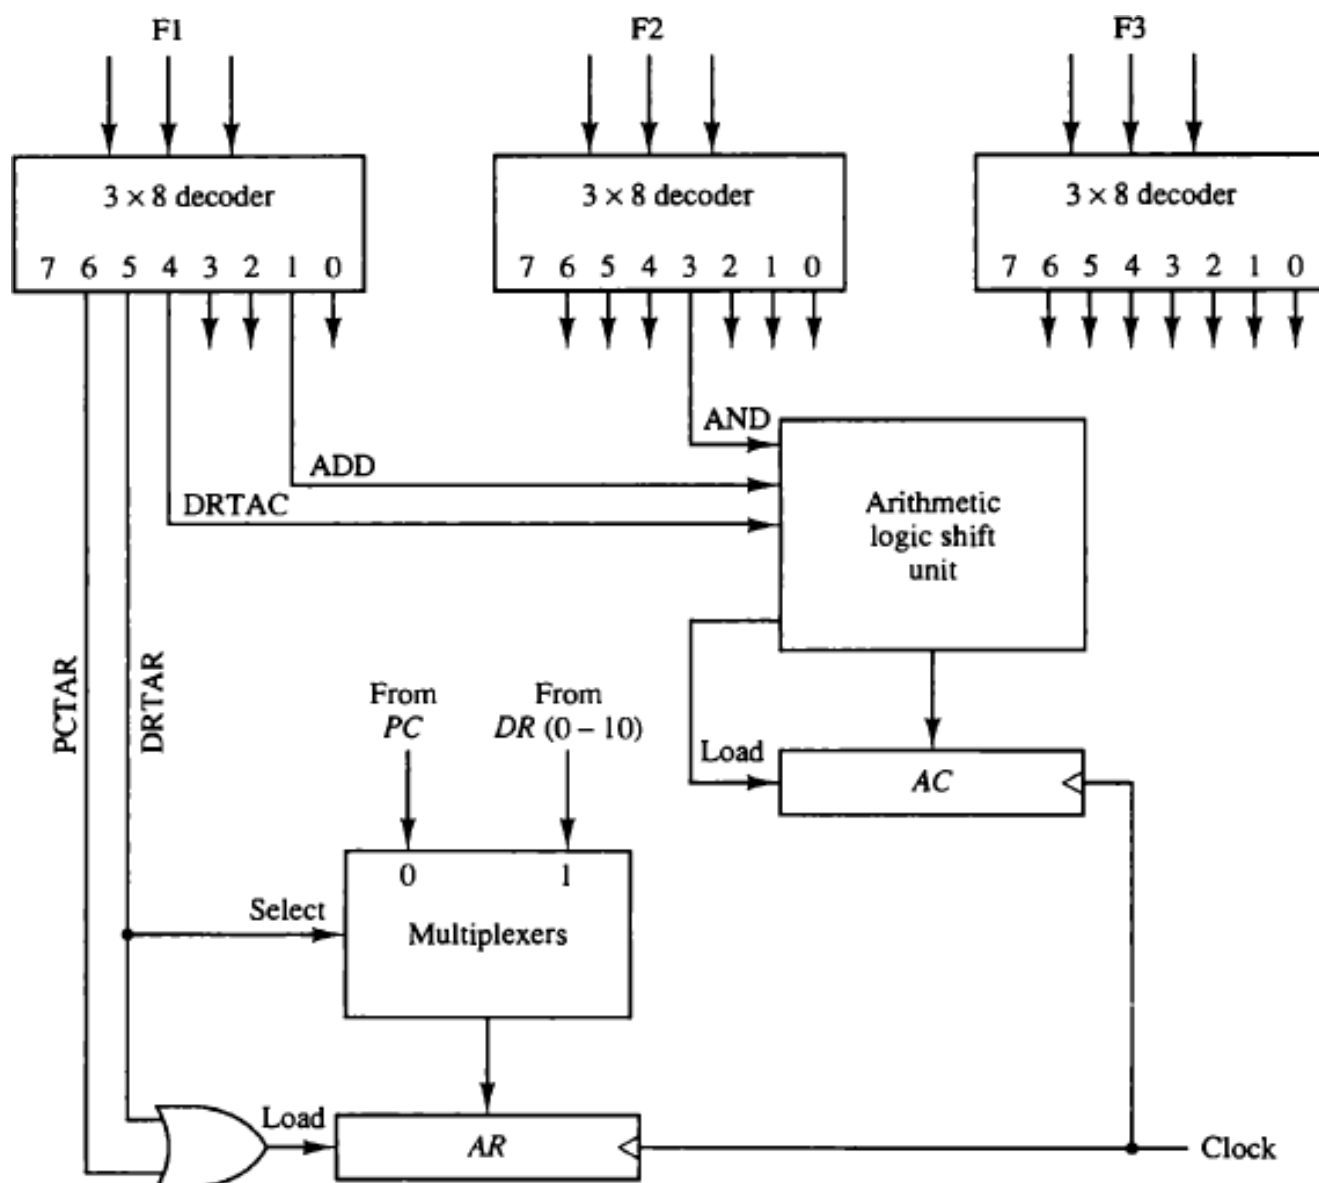 F1 F2 F3
3 × 8 decoder 3 × 8 decoder 3 × 8 decoder
7 6 5 4 3 2 1 0 7 6 5 4 3 2 1 0 7 6 5 4 3 2 1 0
AND
ADD
DRTAC
Arithmetic
logic shift
unit
PCTAR
DRTAR
From
PC
From
DR (0 – 10)
Load
AC
0 1
Select
Multiplexers
Load
AR
Clock